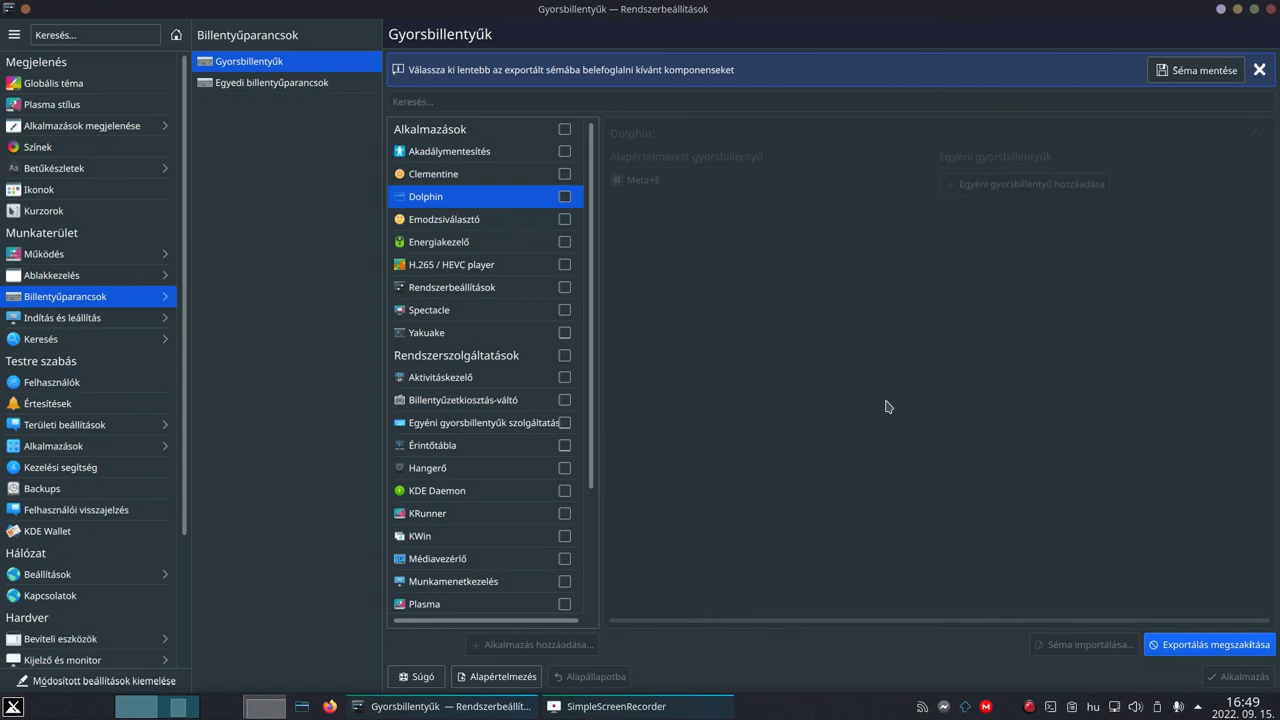 Gyorsbillentyűk — Rendszerbeállítások
Keresés...
Megjelenés
Globális téma
Plasma stílus
Alkalmazások megjelenése
Színek
Betűkészletek
Ikonok
Kurzorok
Munkaterület
Működés
Ablakkezelés
Billentyűparancsok
Indítás és leállítás
Keresés
Testre szabás
Felhasználók
Értesítések
Területi beállítások
Alkalmazások
Kezelési segítség
Backups
Felhasználói visszajelzés
KDE Wallet
Hálózat
Beállítások
Kapcsolatok
Hardver
Beviteli eszközök
Kijelző és monitor
Módosított beállítások kiemelése
Billentyűparancsok
Gyorsbillentyűk
Egyedi billentyűparancsok
Gyorsbillentyűk
Válassza ki lentebb az exportált sémába belefoglalni kívánt komponenseket
Séma mentése
Keresés...
Alkalmazások
Akadálymentesítés
Clementine
Dolphin
Emodzsiválasztó
Energiakezelő
H.265 / HEVC player
Rendszerbeállítások
Spectacle
Yakuake
Rendszerszolgáltatások
Aktivitáskezelő
Billentyűzetkiosztás-váltó
Egyéni gyorsbillentyűk szolgáltatás
Érintőtábla
Hangerő
KDE Daemon
KRunner
KWin
Médiavezérlő
Munkamenetkezelés
Plasma
Dolphin:
Alapértelmezett gyorsbillentyű
Egyéni gyorsbillentyűk
Meta+E
Egyéni gyorsbillentyű hozzáadása
Alkalmazás hozzáadása...
Séma importálása...
Exportálás megszakítása
Súgó
Alapértelmezés
Alapállapotba
Alkalmazás
Gyorsbillentyűk — Rendszerbeállít...
SimpleScreenRecorder
hu
16:49
2022. 09. 15.